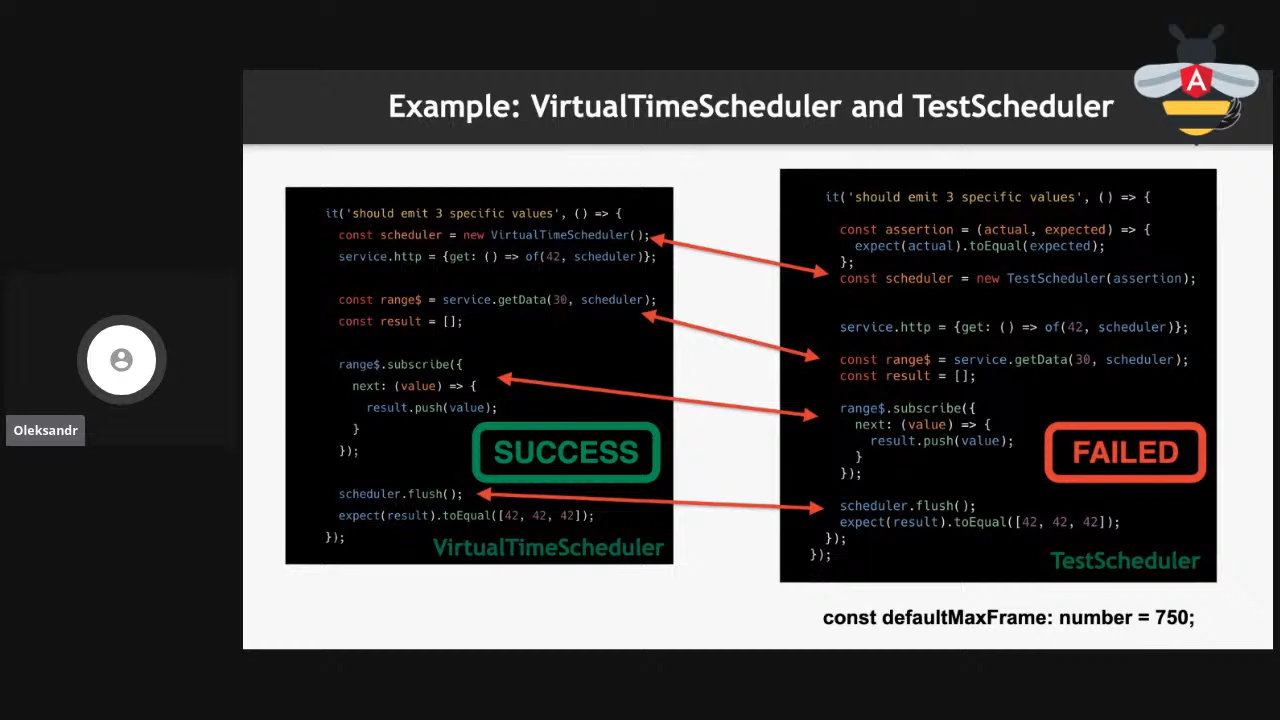 Example: VirtualTimeScheduler and TestScheduler
A
it('should emit 3 specific values', () => {
const scheduler = new VirtualTimeScheduler();
service.http = {get: () => of(42, scheduler)};
const range$ = service.getData(30, scheduler);
const result = [];
range$.subscribe({
next: (value) => {
result.push(value);
}
});
SUCCESS
scheduler.flush();
expect(result).toEqual([42, 42, 42]);
});
VirtualTimeScheduler
it('should emit 3 specific values', () => {
const assertion = (actual, expected) => {
expect(actual).toEqual(expected);
};
const scheduler = new TestScheduler(assertion);
service.http = {get: () => of(42, scheduler)};
const range$ = service.getData(30, scheduler);
const result = [];
range$.subscribe({
next: (value) => {
result.push(value);
}
});
FAILED
scheduler.flush();
expect(result).toEqual([42, 42, 42]);
});
});
TestScheduler
const defaultMaxFrame: number = 750;
Oleksandr